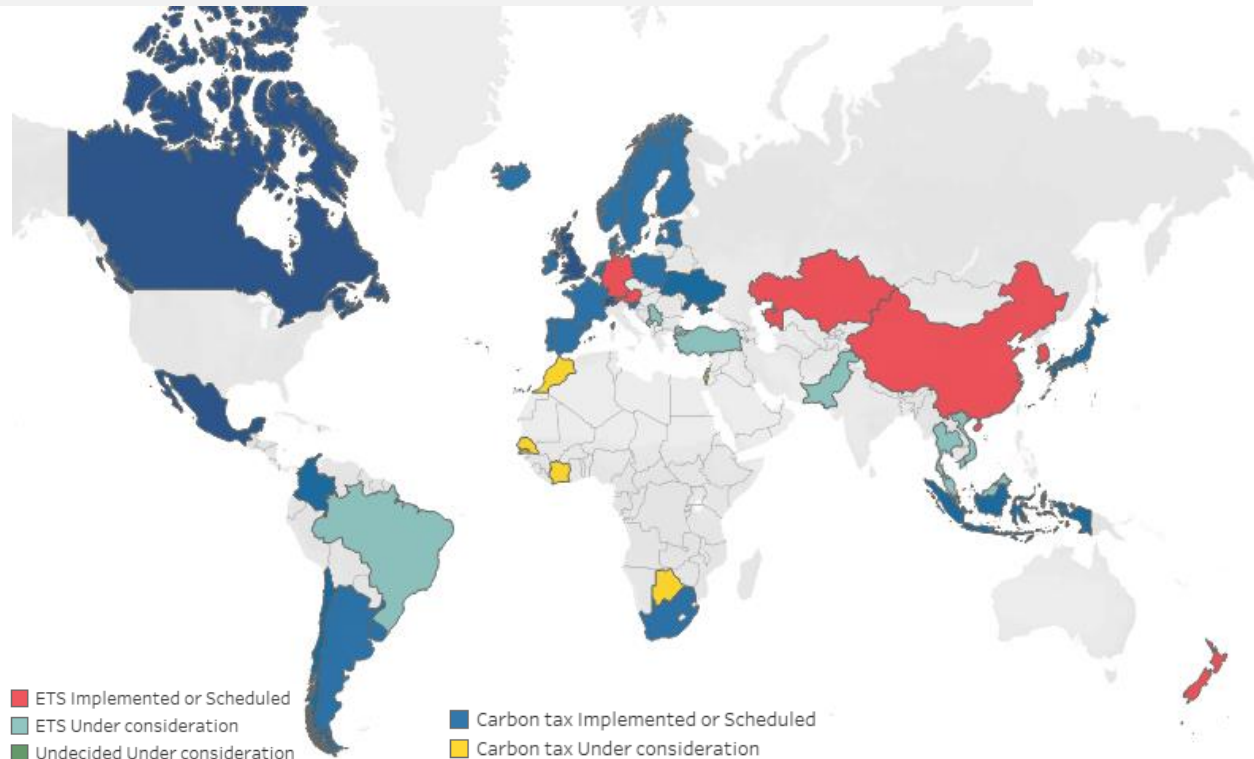 ETS Implemented or Scheduled
ETS Under consideration
Undecided Under consideration
Carbon tax Implemented or Scheduled
Carbon tax Under consideration